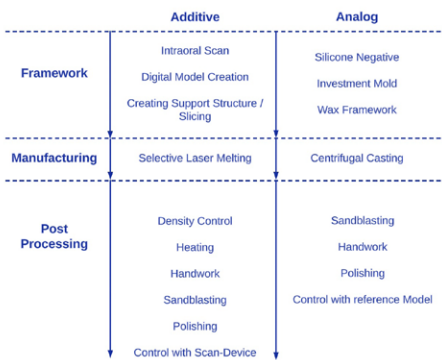 Additive
Analog
Framework
Intraoral Scan
Digital Model Creation
Creating Support Structure /
Slicing
Silicone Negative
Investment Mold
Wax Framework
Manufacturing
Selective Laser Melting
Centrifugal Casting
Post
Processing
Density Control
Heating
Handwork
Sandblasting
Polishing
Control with Scan-Device
Sandblasting
Handwork
Polishing
Control with reference Model